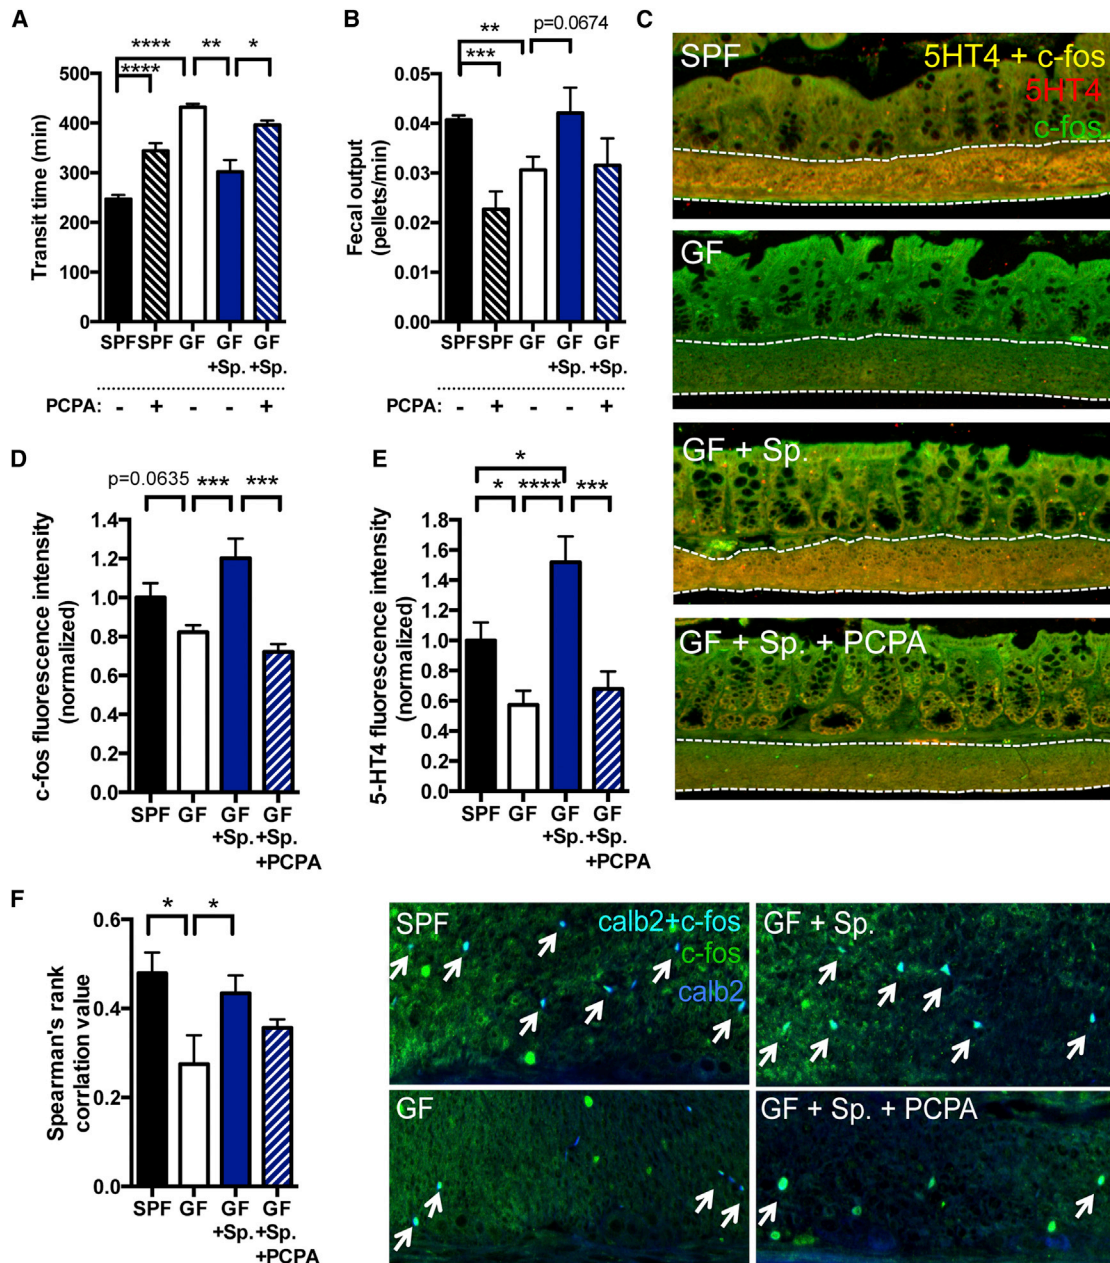 A
**** ** *
****
Transit time (min)
500
400
300
200
100
0
SPF SPF GF GF GF
+Sp. +Sp.
PCPA: - + - - +
B
** p=0.0674
***
Fecal output
(pellets/min)
0.05
0.04
0.03
0.02
0.01
0.00
SPF SPF GF GF GF
+Sp. +Sp.
PCPA: - + - - +
C
SPF
5HT4 + c-fos
5HT4
c-fos
GF
GF + Sp.
GF + Sp. + PCPA
D
p=0.0635 *** ***
c-fos fluorescence intensity
(normalized)
1.4
1.2
1.0
0.8
0.6
0.4
0.2
0.0
SPF GF GF GF
+Sp. +Sp.
+PCPA
E
*
* **** ***
5-HT4 fluorescence intensity
(normalized)
1.8
1.6
1.4
1.2
1.0
0.8
0.6
0.4
0.2
0.0
SPF GF GF GF
+Sp. +Sp.
+PCPA
F
* *
Spearman's rank
corrlation value
0.6
0.4
0.2
0.0
SPF GF GF GF
+Sp. +Sp.
+PCPA
SPF
calb2+c-fos
c-fos
calb2
GF + Sp.
GF
GF + Sp. + PCPA